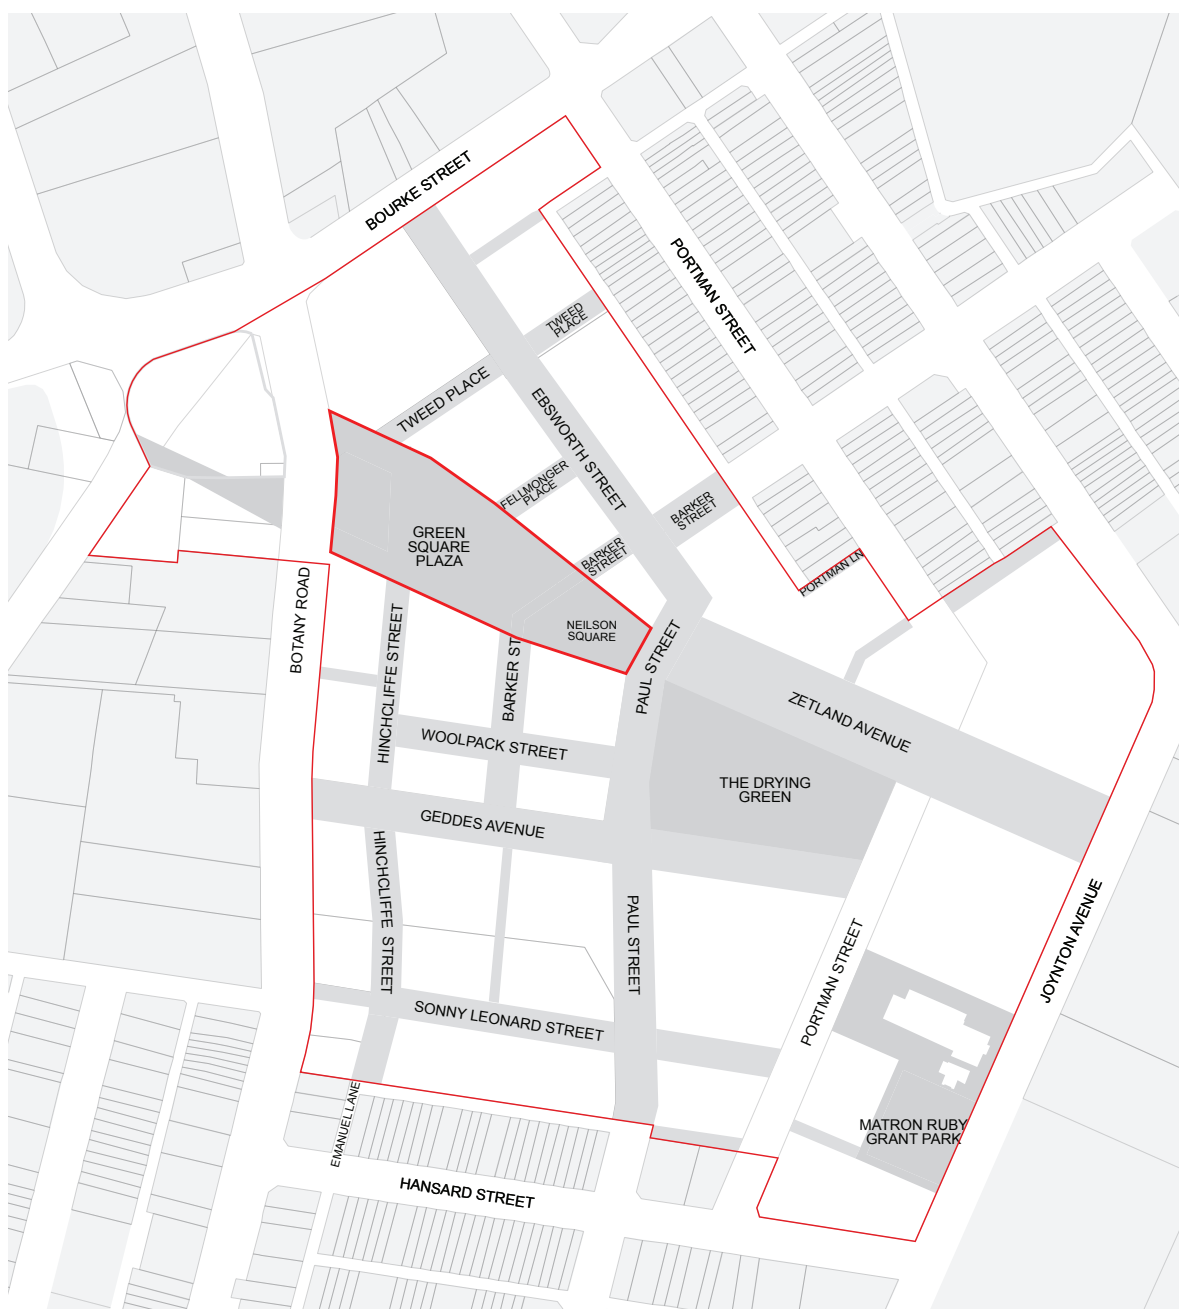 BOURKE STREET
PORTMAN STREET
TWEED
PLACE
TWEED PLACE
EBSWORTH STREET
FELLMONGER
PLACE
BARKER
STREET
GREEN
SQUARE
PLAZA
BARKER
STREET
PORTMAN LN
NEILSON
SQUARE
BOTANY ROAD
HINCHCLIFFE STREET
BARKER ST
PAUL STREET
ZETLAND AVENUE
WOOLPACK STREET
THE DRYING
GREEN
GEDDES AVENUE
HINCHCLIFFE STREET
PAUL STREET
PORTMAN STREET
JOYNTON AVENUE
SONNY LEONARD STREET
EMANUEL LANE
MATRON RUBY
GRANT PARK
HANSARD STREET